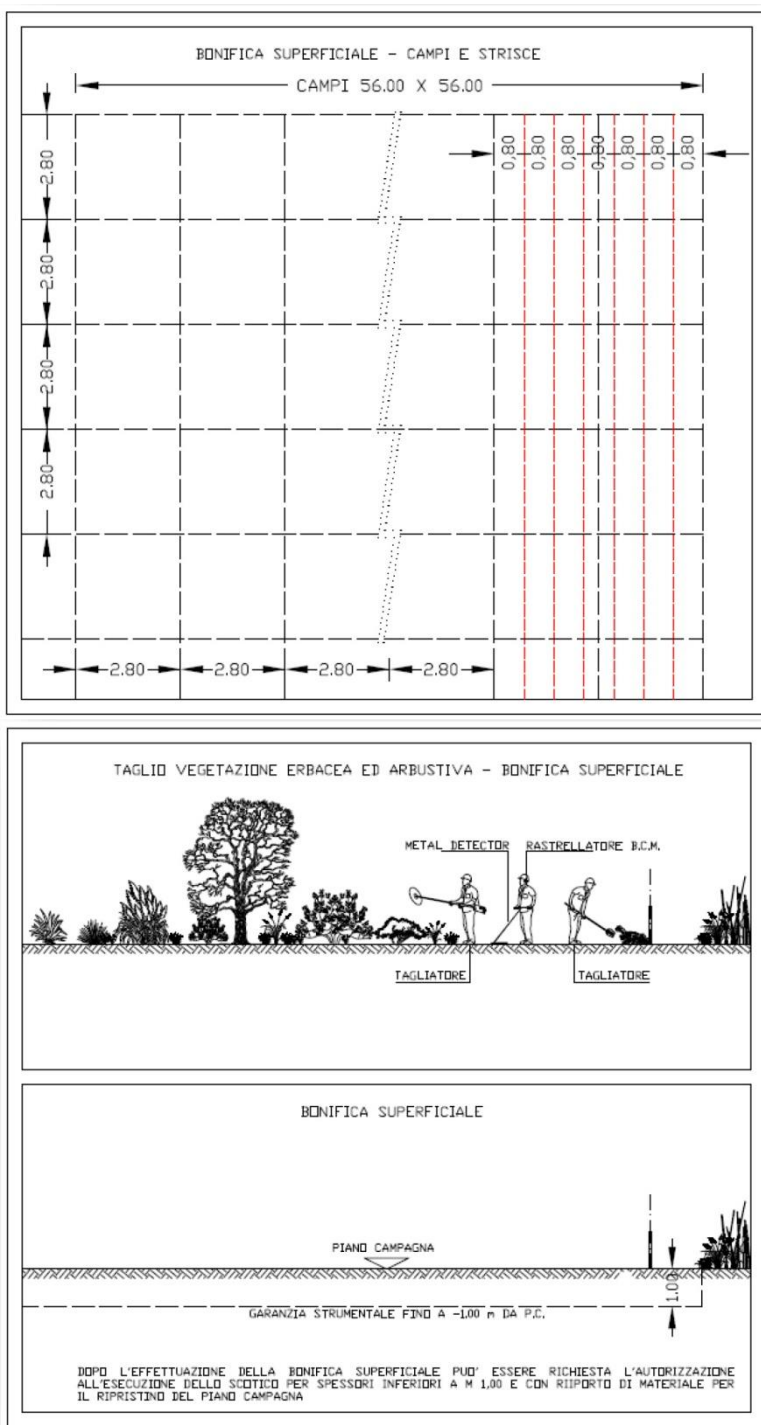 BONIFICA SUPERFICIALE - CAMPI E STRISCE
CAMPI 56.00 X 56.00
0,80 0,80 0,80 0,80 0,80 0,80 0,80
2.80
2.80
2.80
2.80
2.80 2.80 2.80 2.80
TAGLIO VEGETAZIONE ERBACEA ED ARBUSTIVA - BONIFICA SUPERFICIALE
METAL DETECTOR RASTRELLATORE B.C.M.
TAGLIATORE TAGLIATORE
BONIFICA SUPERFICIALE
PIANO CAMPAGNA
1.00
GARANZIA STRUMENTALE FINO A -1.00 m DA P.C.
DOPO L'EFFETTUAZIONE DELLA BONIFICA SUPERFICIALE PUO' ESSERE RICHIESTA L'AUTORIZZAZIONE
ALL'ESECUZIONE DELLO SCOTICO PER SPESSORI INFERIORI A M 1,00 E CON RIIPORTO DI MATERIALE PER
IL RIPRISTINO DEL PIANO CAMPAGNA